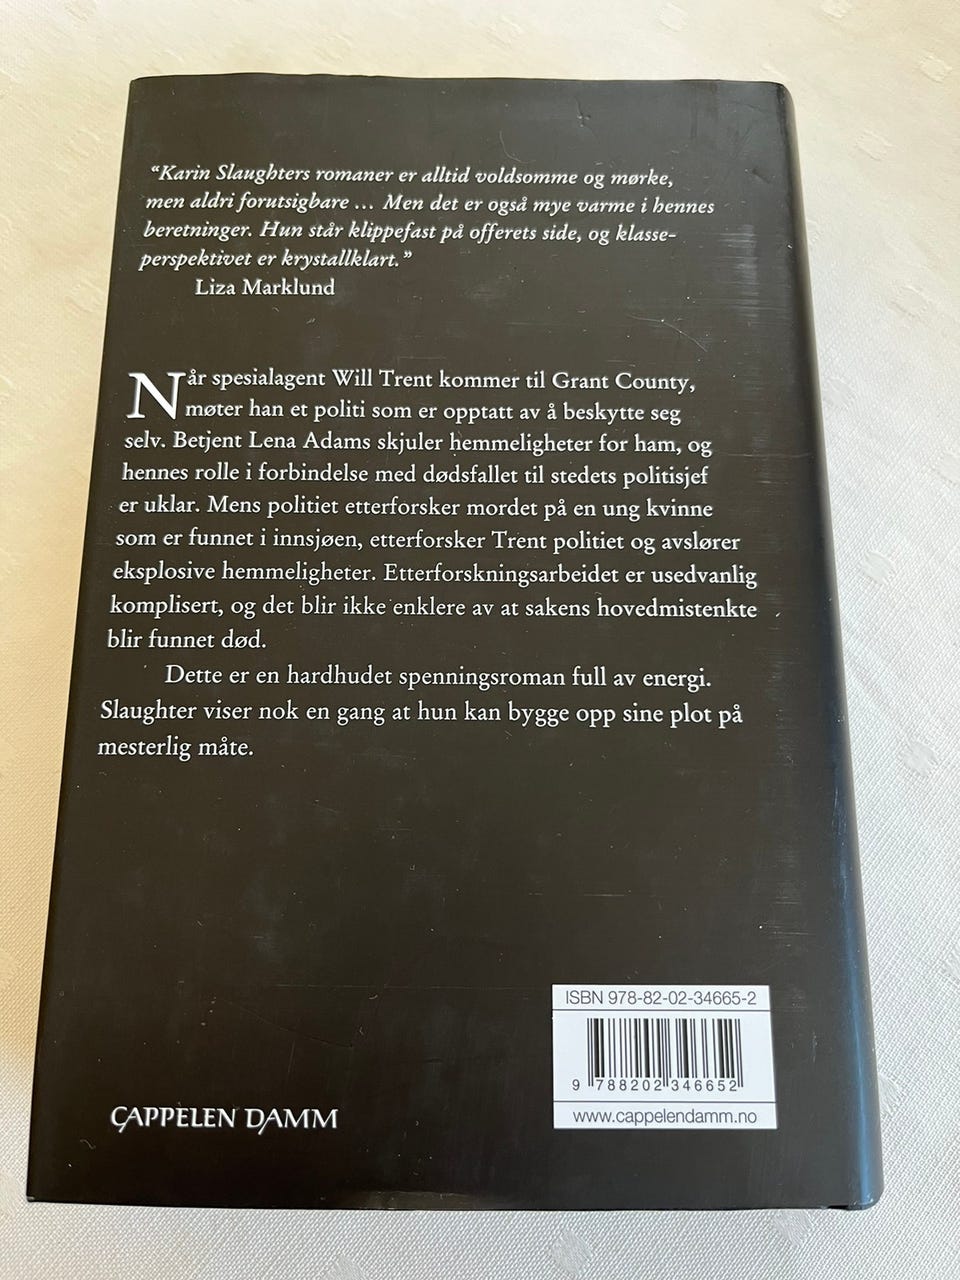 “Karin Slaughters romaner er alltid voldsomme og mørke,
men aldri forutsigbare ... Men det er også mye varme i hennes
beretninger. Hun står klippefast på offerets side, og klasse-
perspektivet er krystallklart.”
Liza Marklund
Når spesialagent Will Trent kommer til Grant County,
møter han et politi som er opptatt av å beskytte seg
selv. Betjent Lena Adams skjuler hemmeligheter for ham, og
hennes rolle i forbindelse med dødsfallet til stedets politisjef
er uklar. Mens politiet etterforsker mordet på en ung kvinne
som er funnet i innsjøen, etterforsker Trent politiet og avslører
eksplosive hemmeligheter. Etterforskningsarbeidet er usedvanlig
komplisert, og det blir ikke enklere av at sakens hovedmistenkte
blir funnet død.
Dette er en hardhudet spenningsroman full av energi.
Slaughter viser nok en gang at hun kan bygge opp sine plot på
mesterlig måte.
ISBN 978-82-02-34665-2
9 788202 346652
www.cappelendamm.no
CAPPELEN DAMM